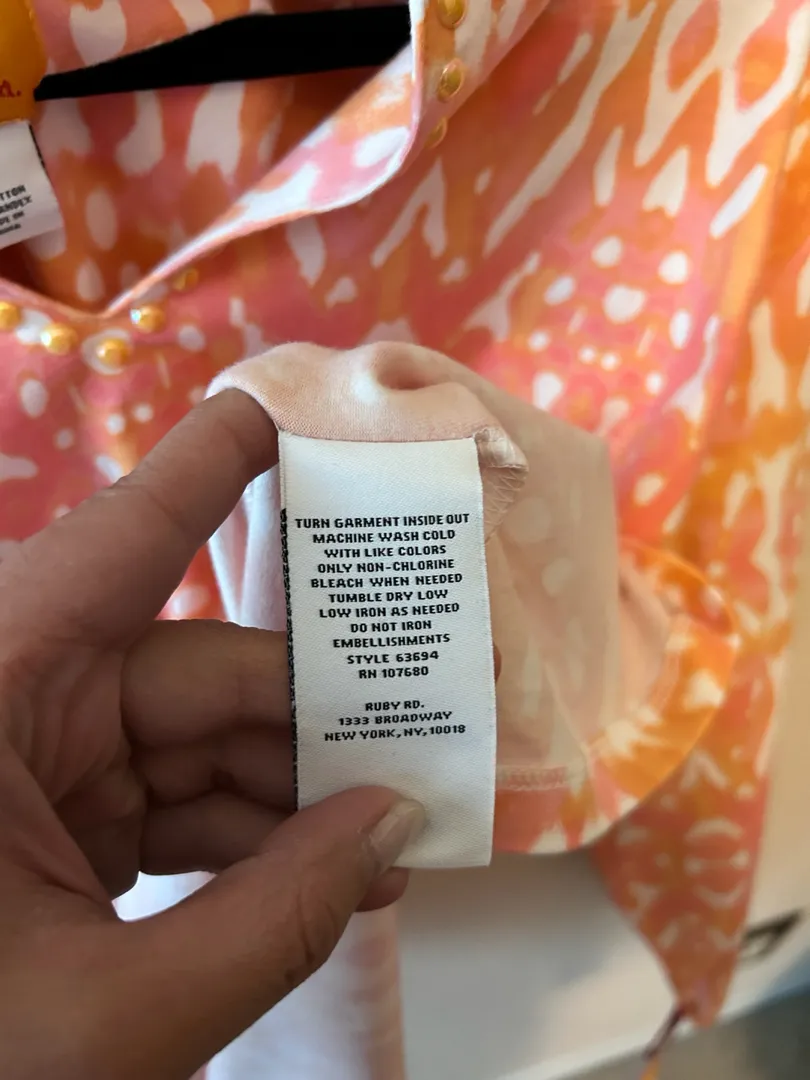 TTON
TURN GARMENT INSIDE OUT
MACHINE WASH COLD
WITH LIKE COLORS
ONLY NON-CHLORINE
BLEACH WHEN NEEDED
TUMBLE DRY LOW
LOW IRON AS NEEDED
DO NOT IRON
EMBELLISHMENTS
STYLE 63694
RN 107680
RUBY RD.
1333 BROADWAY
NEW YORK, NY, 10018